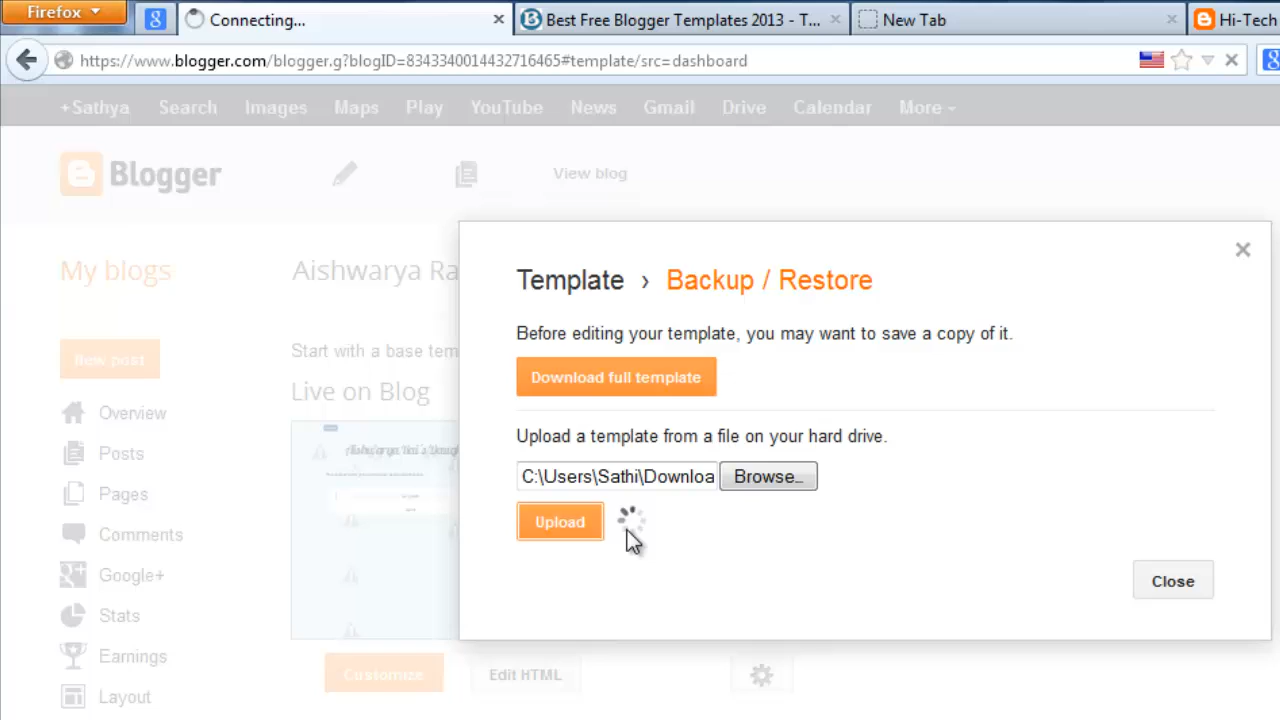 Firefox
Connecting...
Best Free Blogger Templates 2013 - T...
New Tab
Hi-Tech
https://www.blogger.com/blogger.g?blogID=8343340014432716465#template/src=dashboard
+Sathya Search Images Maps Play YouTube News Gmail Drive Calendar More
Blogger
View blog
My blogs
Aishwarya Ra
Template › Backup / Restore
Before editing your template, you may want to save a copy of it.
New post
Start with a base tem
Download full template
Live on Blog
Overview
Upload a template from a file on your hard drive.
Posts
C:\Users\Sathi\Downloa Browse...
Pages
Upload
Comments
Google+
Close
Stats
Earnings
Customize
Edit HTML
Layout